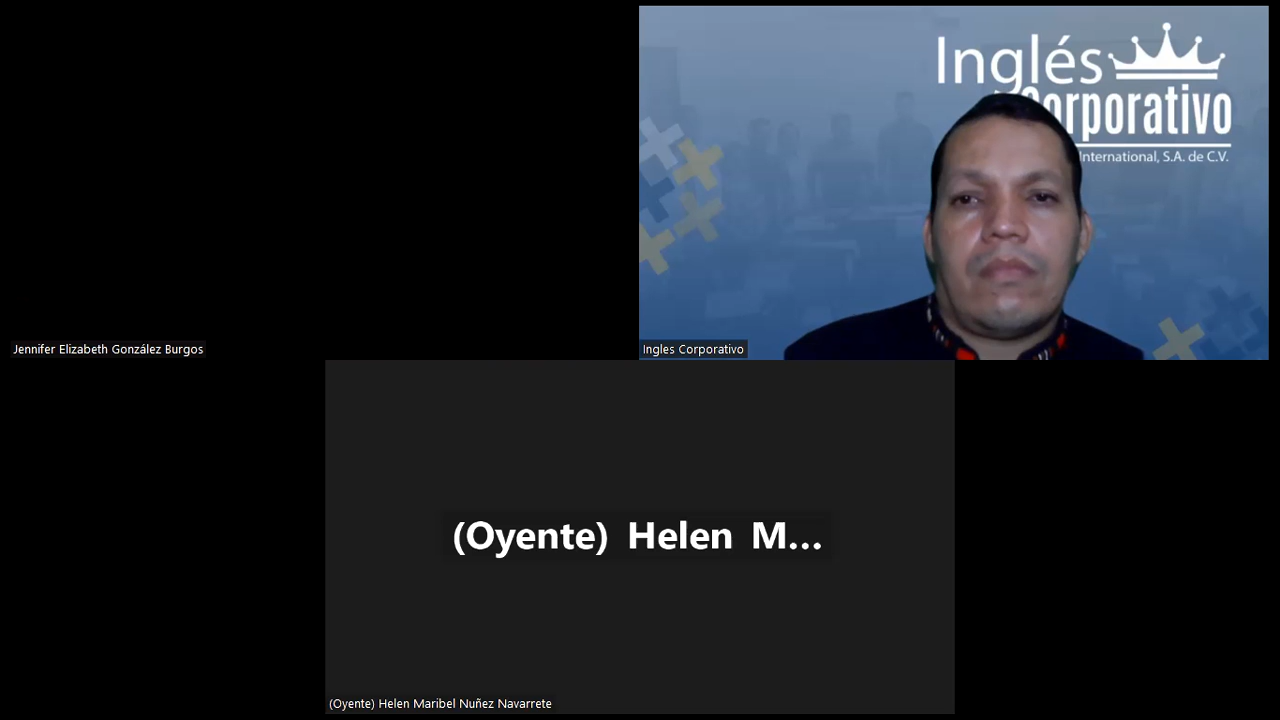 Inglés
Corporativo
International, S.A. de C.V.
Jennifer Elizabeth González Burgos
Ingles Corporativo
(Oyente) Helen M...
(Oyente) Helen Maribel Nuñez Navarrete